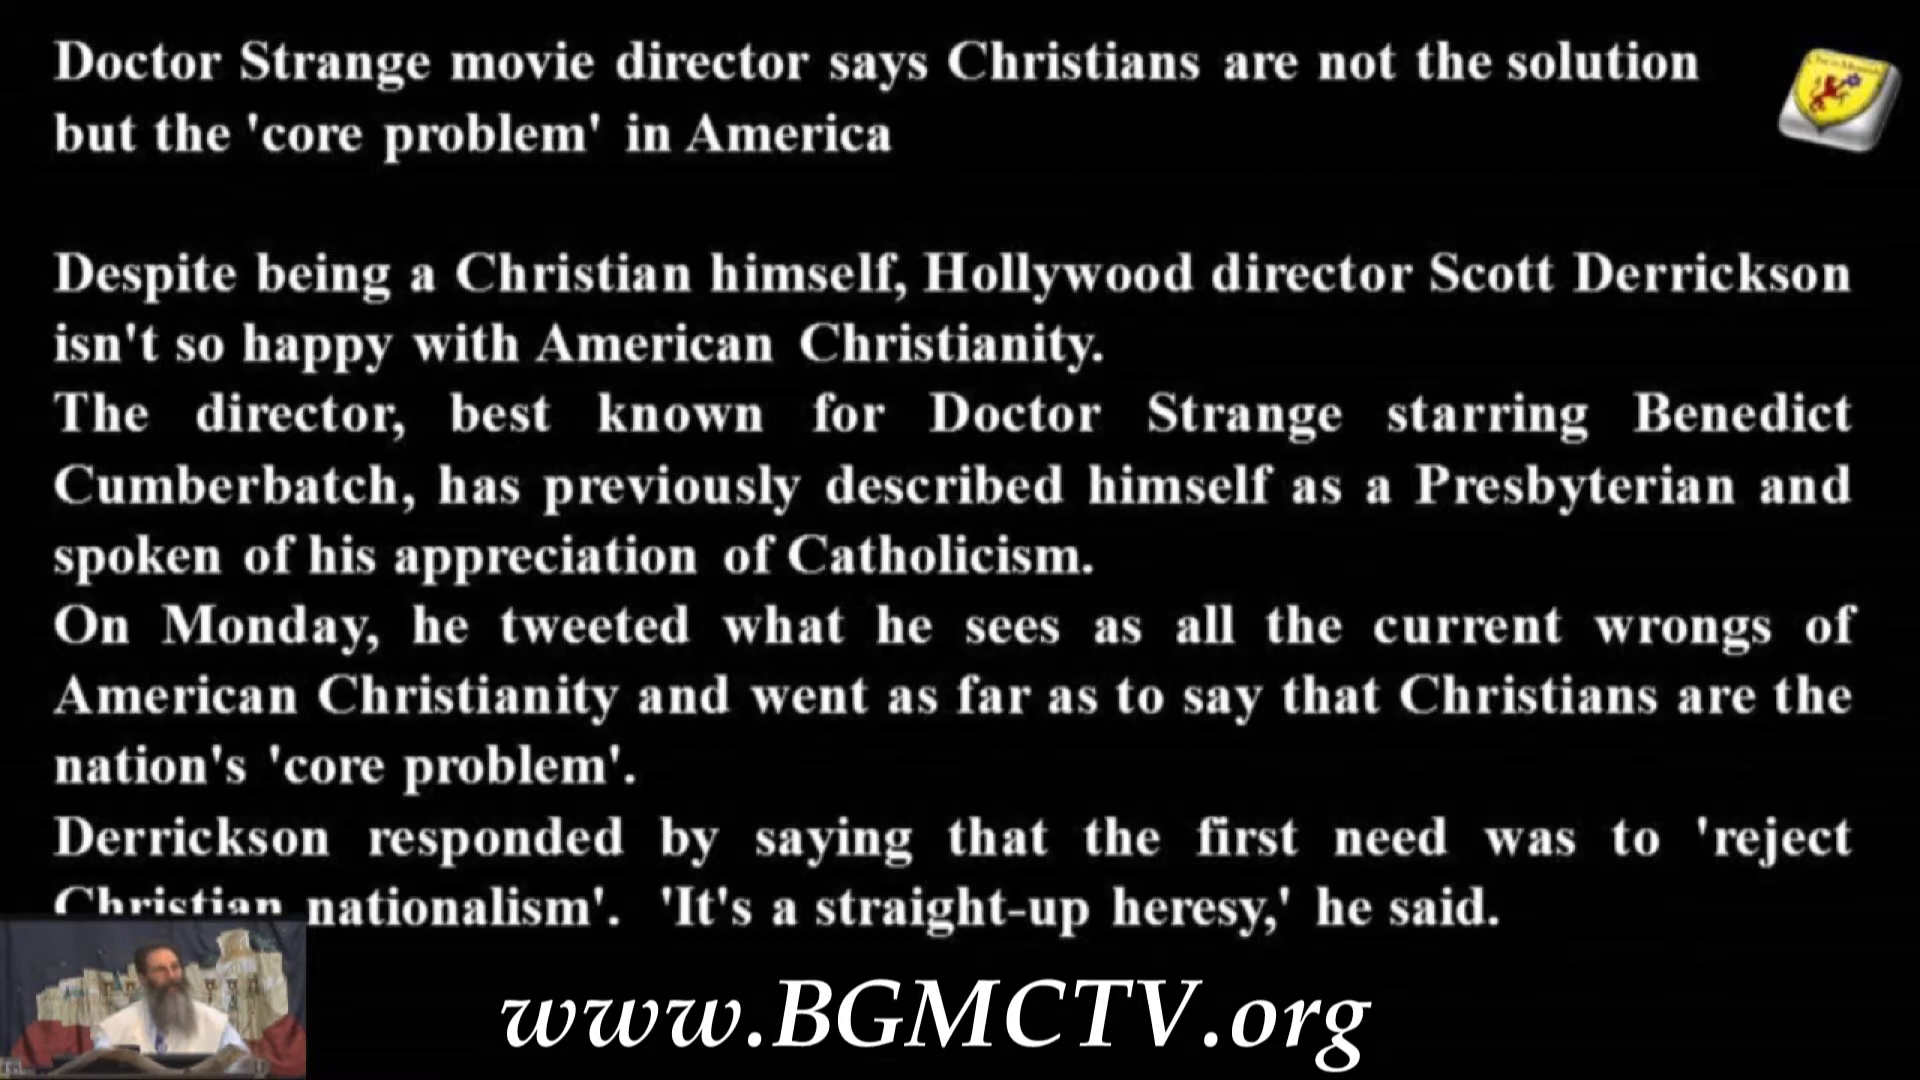 Doctor Strange movie director says Christians are not the solution
but the 'core problem' in America
Despite being a Christian himself, Hollywood director Scott Derrickson
isn't so happy with American Christianity.
The director, best known for Doctor Strange starring Benedict
Cumberbatch, has previously described himself as a Presbyterian and
spoken of his appreciation of Catholicism.
On Monday, he tweeted what he sees as all the current wrongs of
American Christianity and went as far as to say that Christians are the
nation's 'core problem'.
Derrickson responded by saying that the first need was to 'reject
Christian nationalism'. 'It's a straight-up heresy,' he said.
www.BGMCTV.org